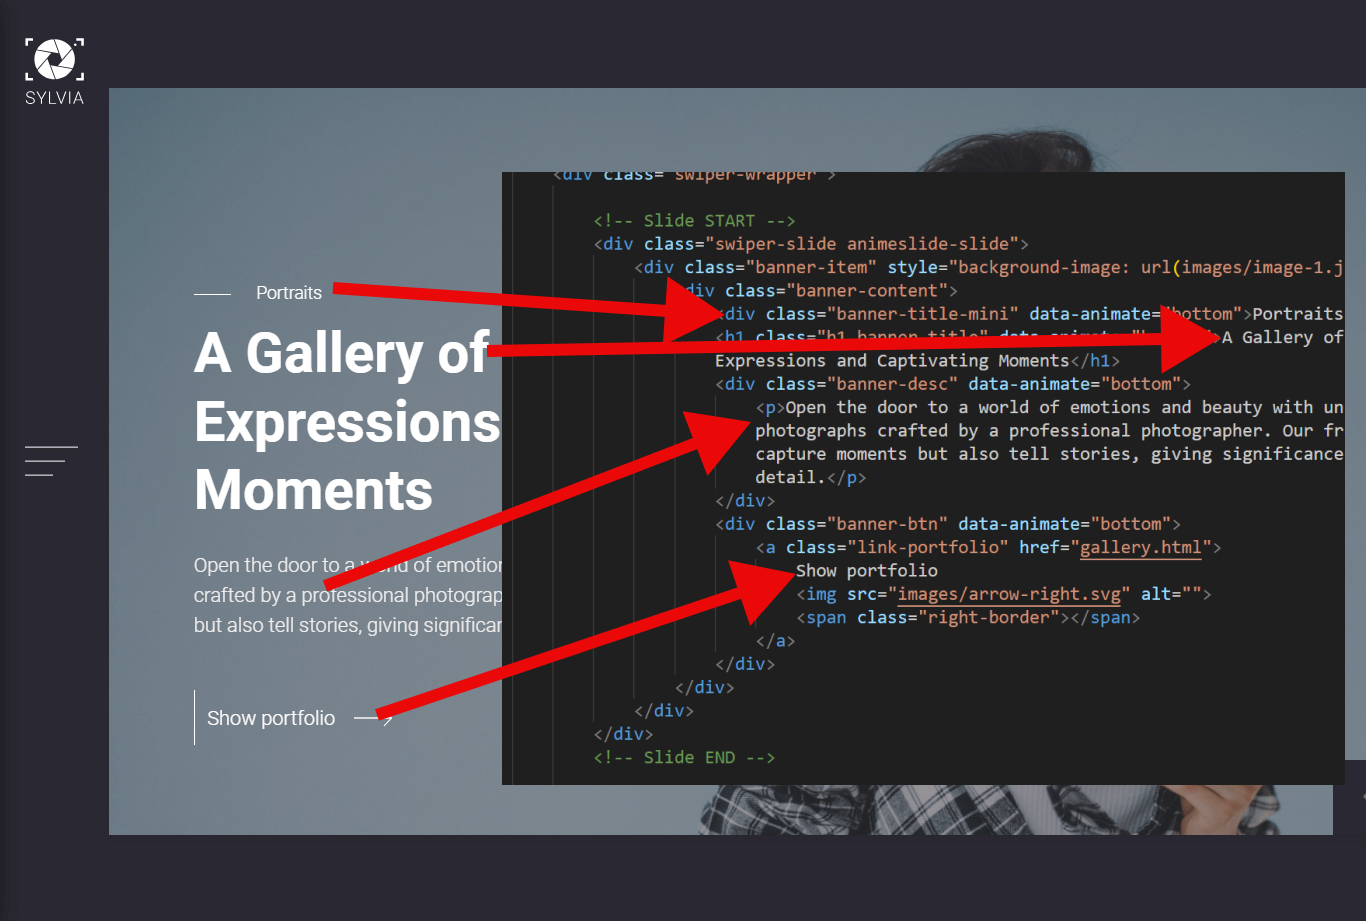 SYLVIA
Portraits
A Gallery of
Expressions
Moments
Open the door to a world of emotion
crafted by a professional photograp
but also tell stories, giving significan
Show portfolio
<div class="swiper-wrapper">
<!-- Slide START -->
<div class="swiper-slide animeslide-slide">
<div class="banner-item" style="background-image: url(images/image-1.j
div class="banner-content">
<div class="banner-title-mini" data-animate="bottom">Portraits
<h1 class="h1 banner-title" data-animate="b >A Gallery of
Expressions and Captivating Moments</h1>
<div class="banner-desc" data-animate="bottom">
<p>Open the door to a world of emotions and beauty with un
photographs crafted by a professional photographer. Our fr
capture moments but also tell stories, giving significance
detail.</p>
</div>
<div class="banner-btn" data-animate="bottom">
<a class="link-portfolio" href="gallery.html">
Show portfolio
<img src="images/arrow-right.svg" alt="">
<span class="right-border"></span>
</a>
</div>
</div>
</div>
</div>
<!-- Slide END -->